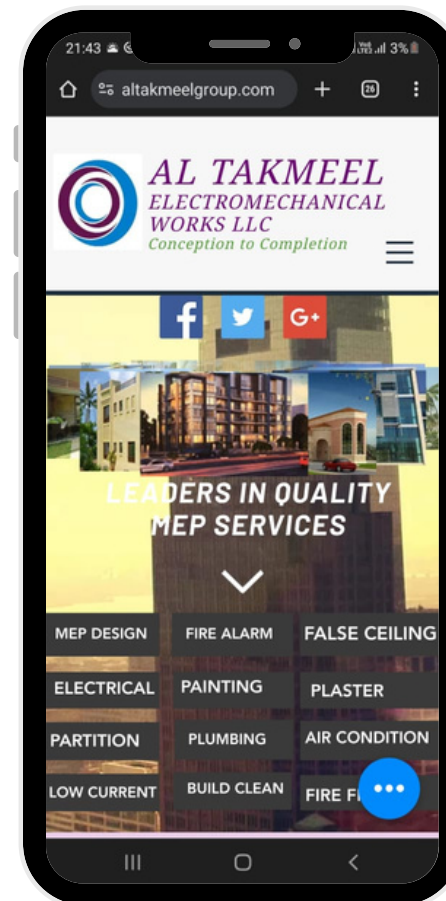 21:43
3%
altakmeelgroup.com
26
AL TAKMEEL
ELECTROMECHANICAL
WORKS LLC
Conception to Completion
f
G+
LEADERS IN QUALITY
MEP SERVICES
MEP DESIGN FIRE ALARM FALSE CEILING
ELECTRICAL PAINTING PLASTER
PARTITION PLUMBING AIR CONDITION
LOW CURRENT BUILD CLEAN FIRE